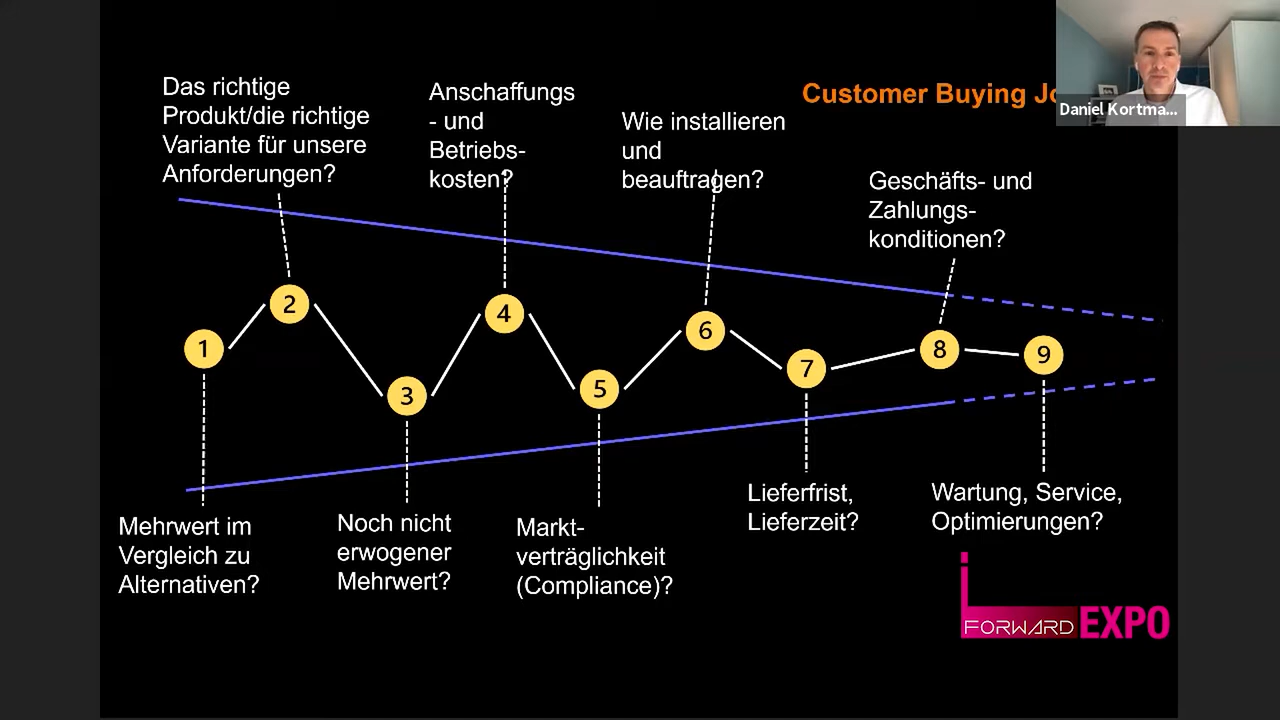 Customer Buying
Daniel Kortma...
Das richtige
Produkt/die richtige
Variante für unsere
Anforderungen?
Anschaffungs
- und
Betriebs-
kosten?
Wie installieren
und
beauftragen?
Geschäfts- und
Zahlungs-
konditionen?
1
2
3
4
5
6
7
8
9
Mehrwert im
Vergleich zu
Alternativen?
Noch nicht
erwogener
Mehrwert?
Markt-
verträglichkeit
(Compliance)?
Lieferfrist,
Lieferzeit?
Wartung, Service,
Optimierungen?
FORWARD EXPO